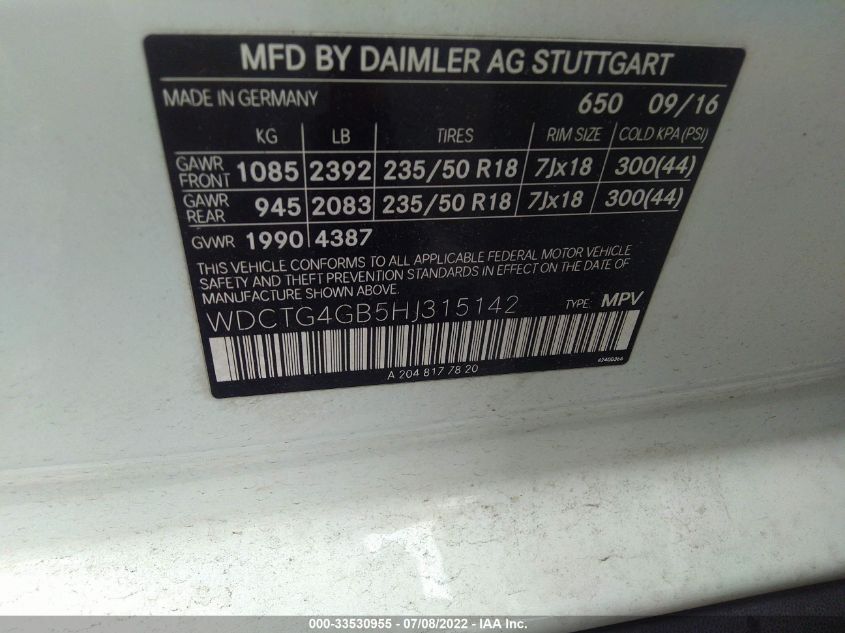 MFD BY DAIMLER AG STUTTGART
MADE IN GERMANY 650 09/16
KG LB TIRES RIM SIZE COLD KPA (PSI)
GAWR FRONT 1085 2392 235/50 R18 7Jx18 300(44)
GAWR REAR 945 2083 235/50 R18 7Jx18 300(44)
GVWR 1990 4387
THIS VEHICLE CONFORMS TO ALL APPLICABLE FEDERAL MOTOR VEHICLE
SAFETY AND THEFT PREVENTION STANDARDS IN EFFECT ON THE DATE OF
MANUFACTURE SHOWN ABOVE.
WDCTG4GB5HJ315142 TYPE: MPV
A 204 817 78 20
000-33530955 - 07/08/2022 - IAA Inc.